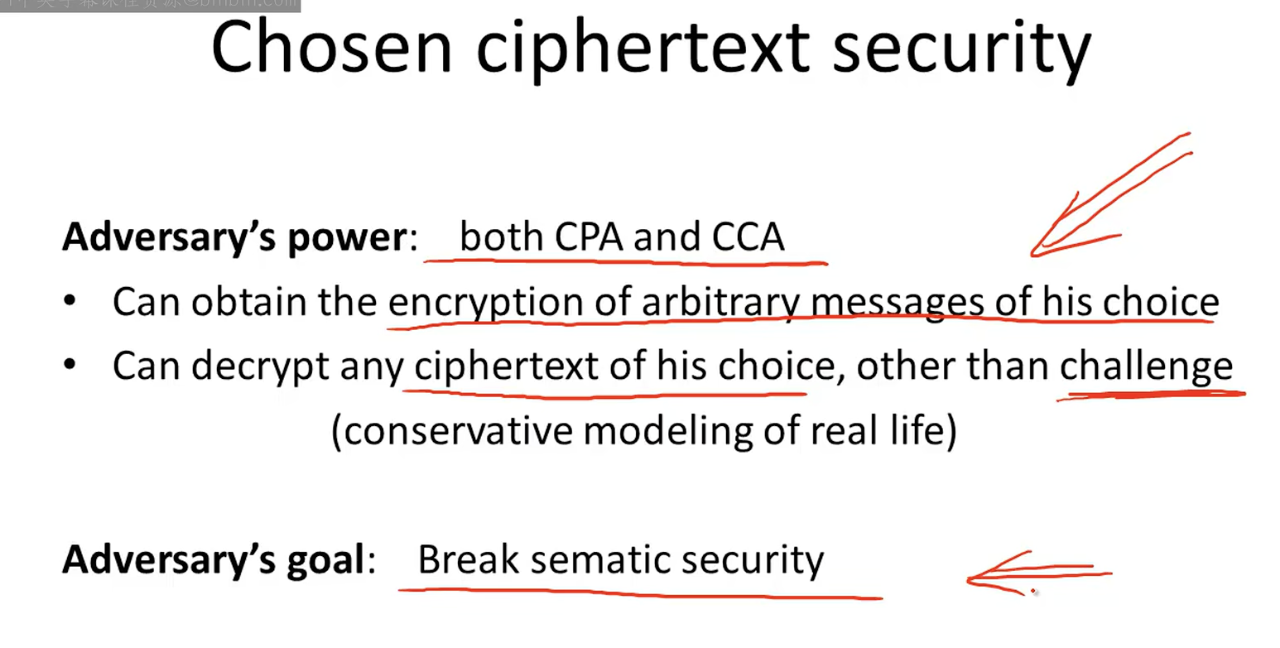 Chosen ciphertext security
Adversary's power: both CPA and CCA
• Can obtain the encryption of arbitrary messages of his choice
• Can decrypt any ciphertext of his choice, other than challenge
(conservative modeling of real life)
Adversary's goal: Break sematic security